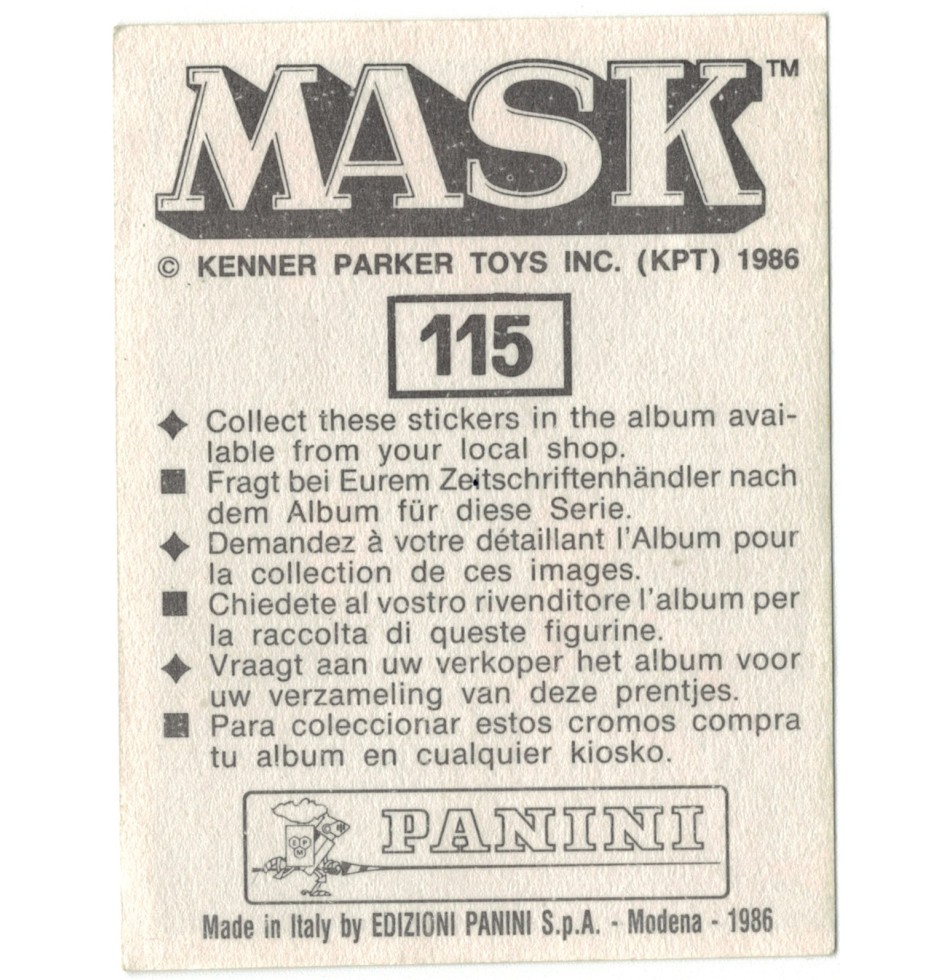 MASK™
© KENNER PARKER TOYS INC. (KPT) 1986
115
◆ Collect these stickers in the album avai-
lable from your local shop.
■ Fragt bei Eurem Zeitschriftenhändler nach
dem Album für diese Serie.
◆ Demandez à votre détaillant l'Album pour
la collection de ces images.
■ Chiedete al vostro rivenditore l'album per
la raccolta di queste figurine.
◆ Vraagt aan uw verkoper het album voor
uw verzameling van deze prentjes.
■ Para coleccionar estos cromos compra
tu album en cualquier kiosko.
PANINI
Made in Italy by EDIZIONI PANINI S.p.A. - Modena - 1986